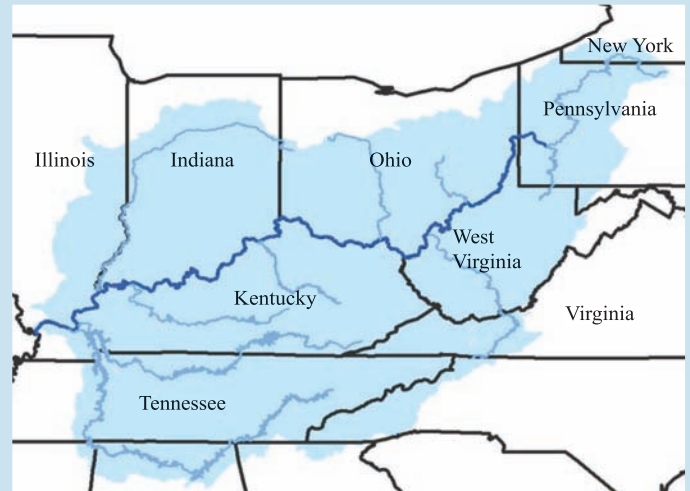 New York
Pennsylvania
Illinois
Indiana
Ohio
West
Virginia
Kentucky
Virginia
Tennessee